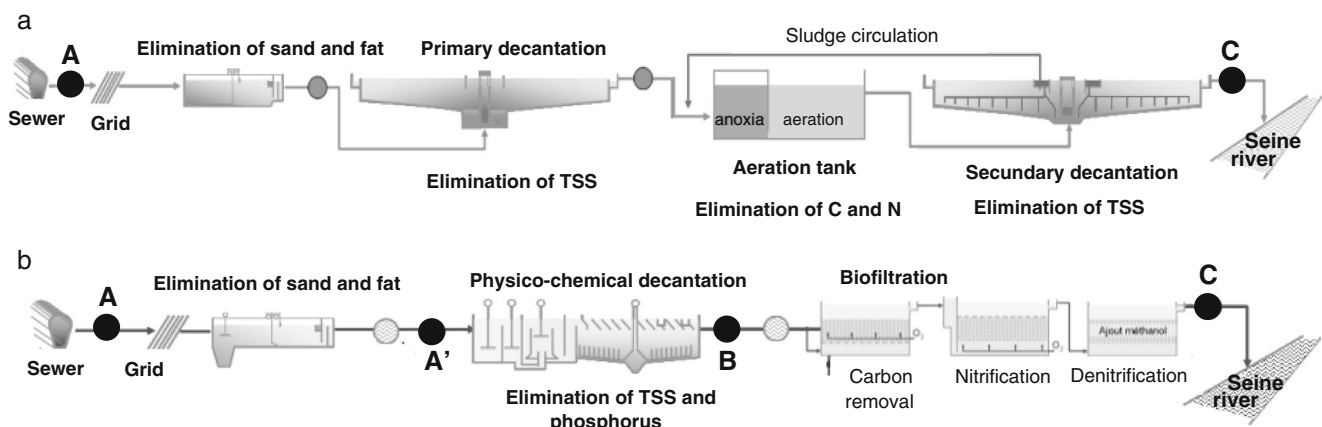 a
A
Elimination of sand and fat
Primary decantation
Sludge circulation
C
Sewer
Grid
anoxia
aeration
Seine
river
Elimination of TSS
Aeration tank
Secundary decantation
Elimination of C and N
Elimination of TSS
b
A
Elimination of sand and fat
Physico-chemical decantation
Biofiltration
C
Sewer
Grid
A'
B
O2
O2
Ajout méthanol
Carbon
removal
Nitrification
Denitrification
Seine
river
Elimination of TSS and
phosphorus